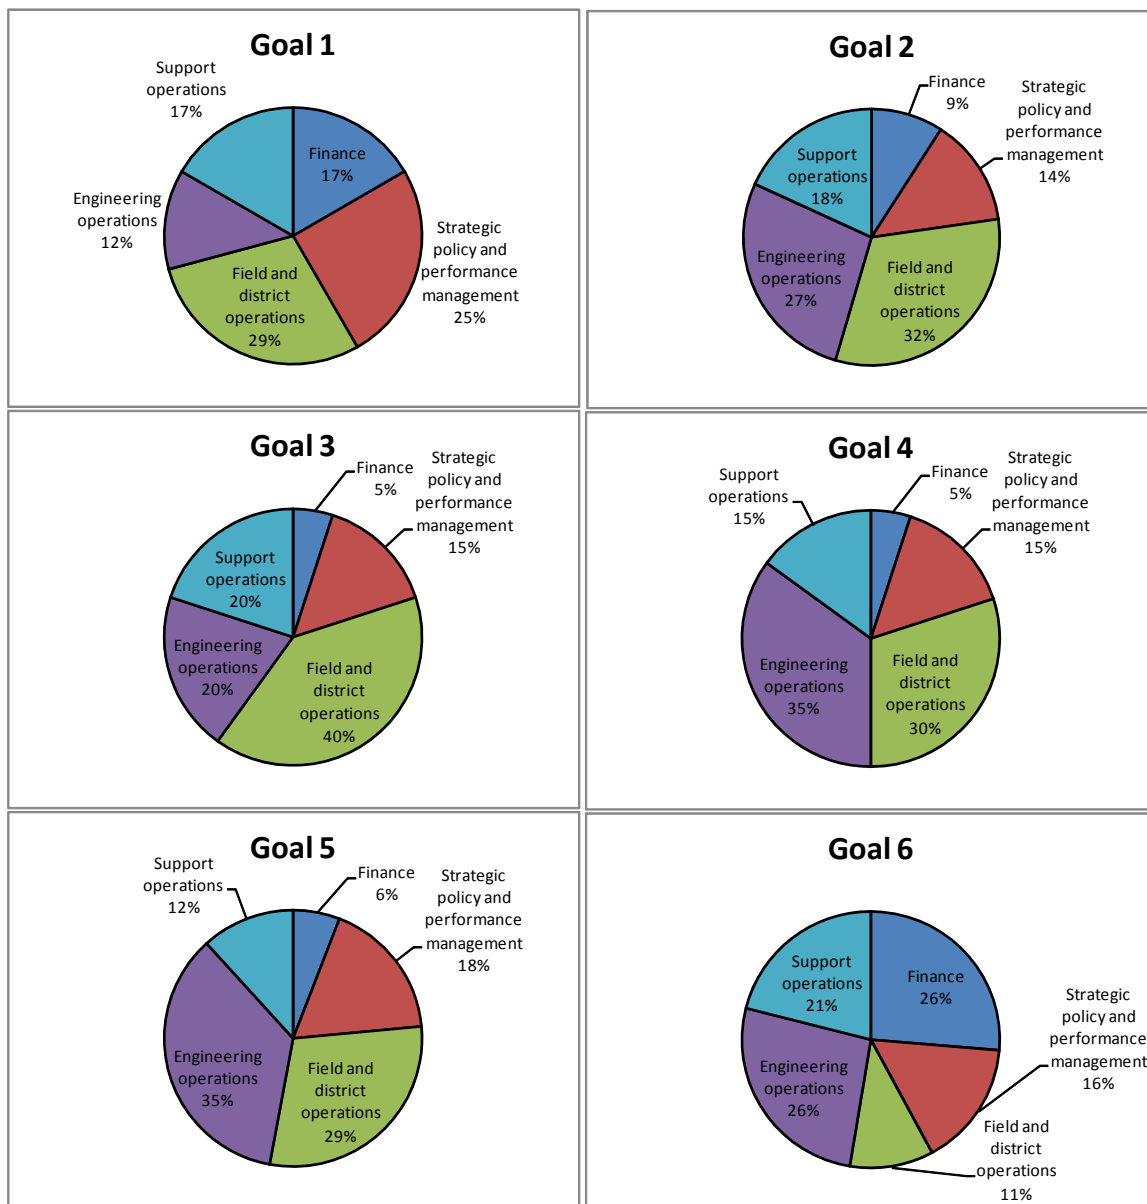 Goal 1
Support
operations
17%
Finance
17%
Engineering
operations
12%
Strategic
policy and
performance
management
25%
Field and
district
operations
29%
Goal 2
Finance
9%
Strategic
policy and
performance
management
14%
Support
operations
18%
Engineering
operations
27%
Field and
district
operations
32%
Goal 3
Finance
5%
Strategic
policy and
performance
management
15%
Support
operations
20%
Engineering
operations
20%
Field and
district
operations
40%
Goal 4
Support
operations
15%
Finance
5%
Strategic
policy and
performance
management
15%
Engineering
operations
35%
Field and
district
operations
30%
Goal 5
Support
operations
12%
Finance
6%
Strategic
policy and
performance
management
18%
Engineering
operations
35%
Field and
district
operations
29%
Goal 6
Support
operations
21%
Finance
26%
Strategic
policy and
performance
management
16%
Engineering
operations
26%
Field and
district
operations
11%